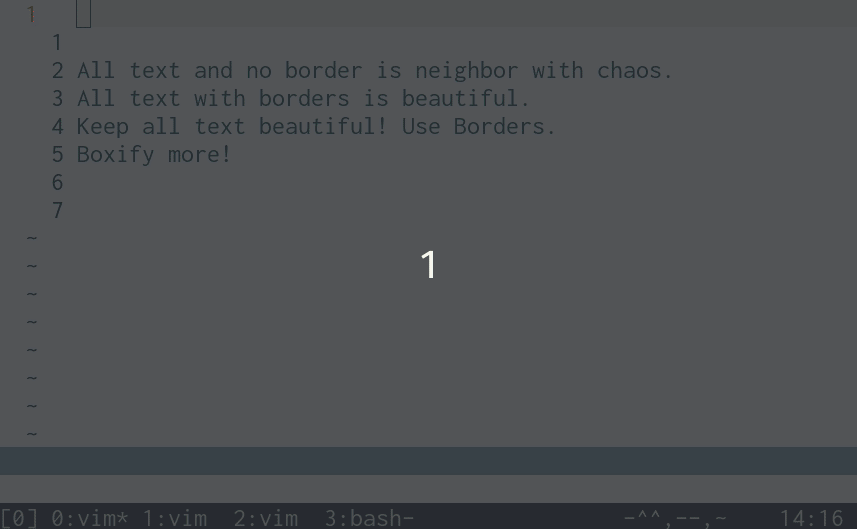 1
1
2 All text and no border is neighbor with chaos.
3 All text with borders is beautiful.
4 Keep all text beautiful! Use Borders.
5 Boxify more!
6
7
~
~
1
~
~
~
~
~
~
[0] 0:vim* 1:vim 2:vim 3:bash- -^^,--,~ 14:16